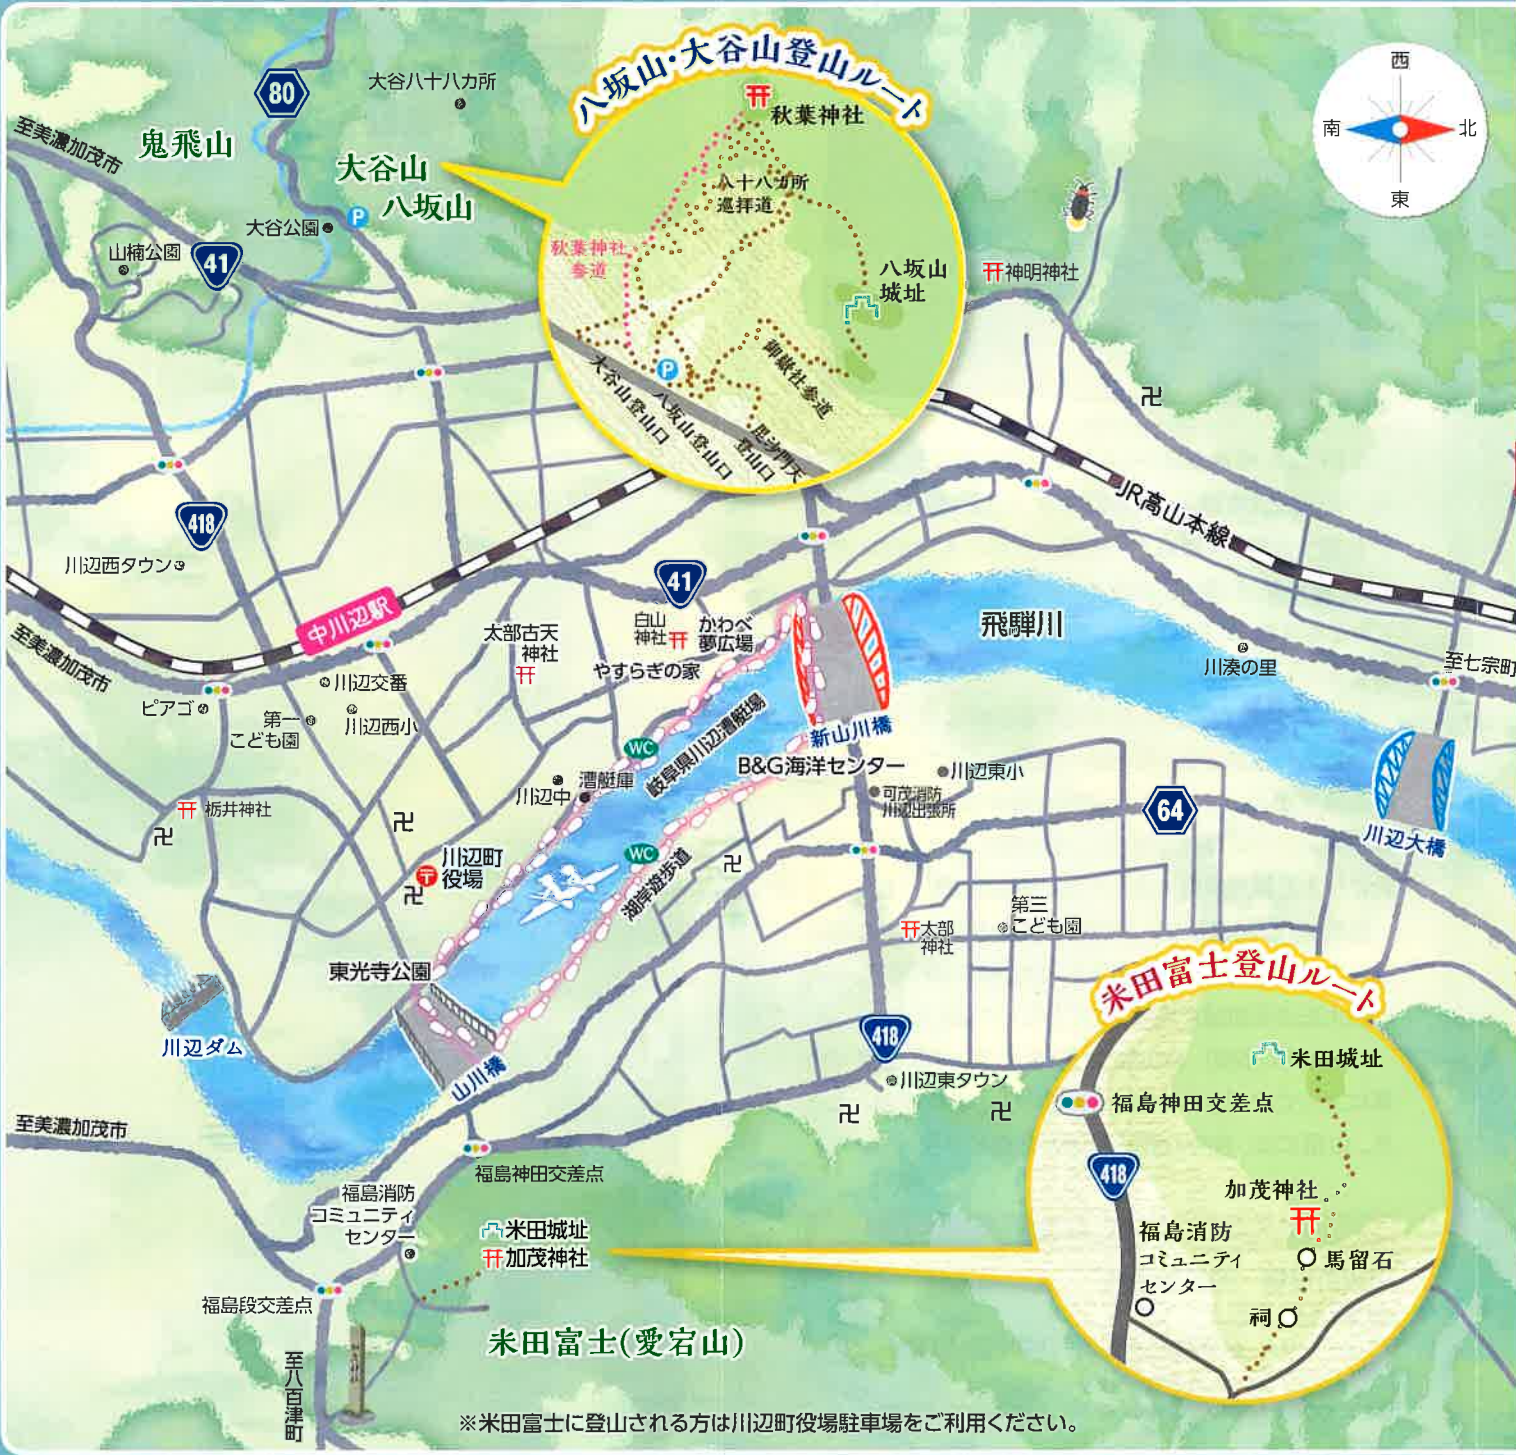 八坂山・大谷山登山ルート
秋葉神社
八十八カ所
巡拝道
秋葉神社
参道
八坂山
城址
御嶽社参道
P
大谷山登山口
八坂山登山口
毘沙門天
登山口
西
南
北
東
80
大谷八十八カ所
至美濃加茂市
鬼飛山
大谷山
八坂山
P
大谷公園
山楠公園
41
神明神社
418
川辺西タウン
JR高山本線
中川辺駅
至美濃加茂市
41
白山
神社
かわべ
夢広場
太部古天
神社
やすらぎの家
飛騨川
川湊の里
至七宗町
川辺交番
ピアゴ
第一
こども園
川辺西小
新山川橋
岐阜県川辺漕艇場
WC
B&G海洋センター
漕艇庫
川辺中
川辺東小
可茂消防
川辺出張所
64
川辺大橋
栃井神社
川辺町
役場
WC
湖岸遊歩道
太部
神社
第三
こども園
東光寺公園
川辺ダム
山川橋
418
川辺東タウン
至美濃加茂市
福島神田交差点
福島消防
コミュニティ
センター
米田城址
加茂神社
福島段交差点
至八百津町
米田富士(愛宕山)
米田富士登山ルート
米田城址
福島神田交差点
418
加茂神社
福島消防
コミュニティ
センター
馬留石
祠
※米田富士に登山される方は川辺町役場駐車場をご利用ください。